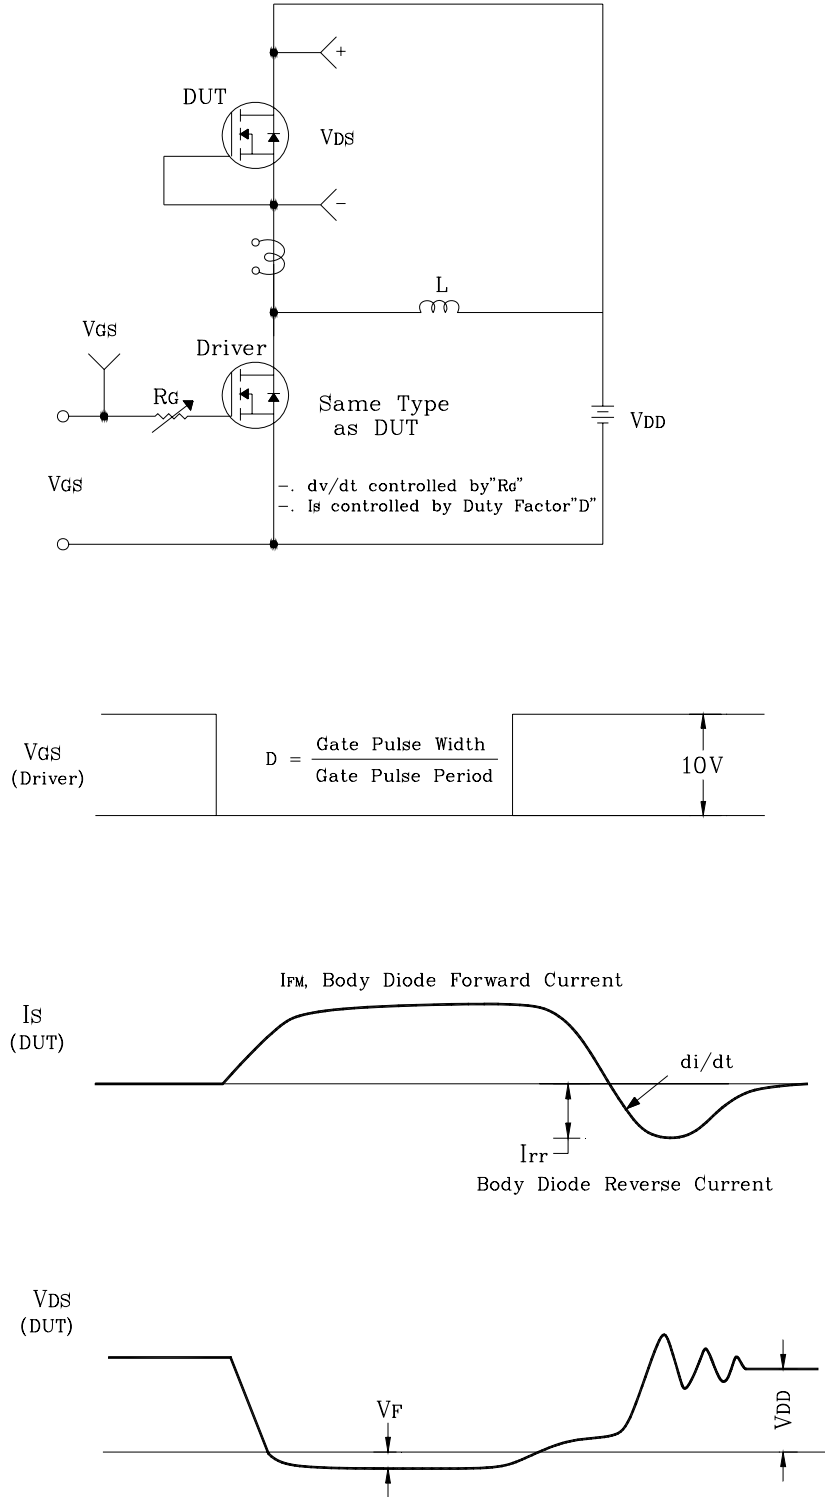 +
DUT
VDS
−
L
VGS
Driver
RG
Same Type
as DUT
VDD
VGS
−. dv/dt controlled by"RG"
−. Is controlled by Duty Factor"D"
VGS
(Driver)
D = Gate Pulse Width
Gate Pulse Period
10V
IFM, Body Diode Forward Current
IS
(DUT)
di/dt
Irr
Body Diode Reverse Current
VDS
(DUT)
VF
VDD